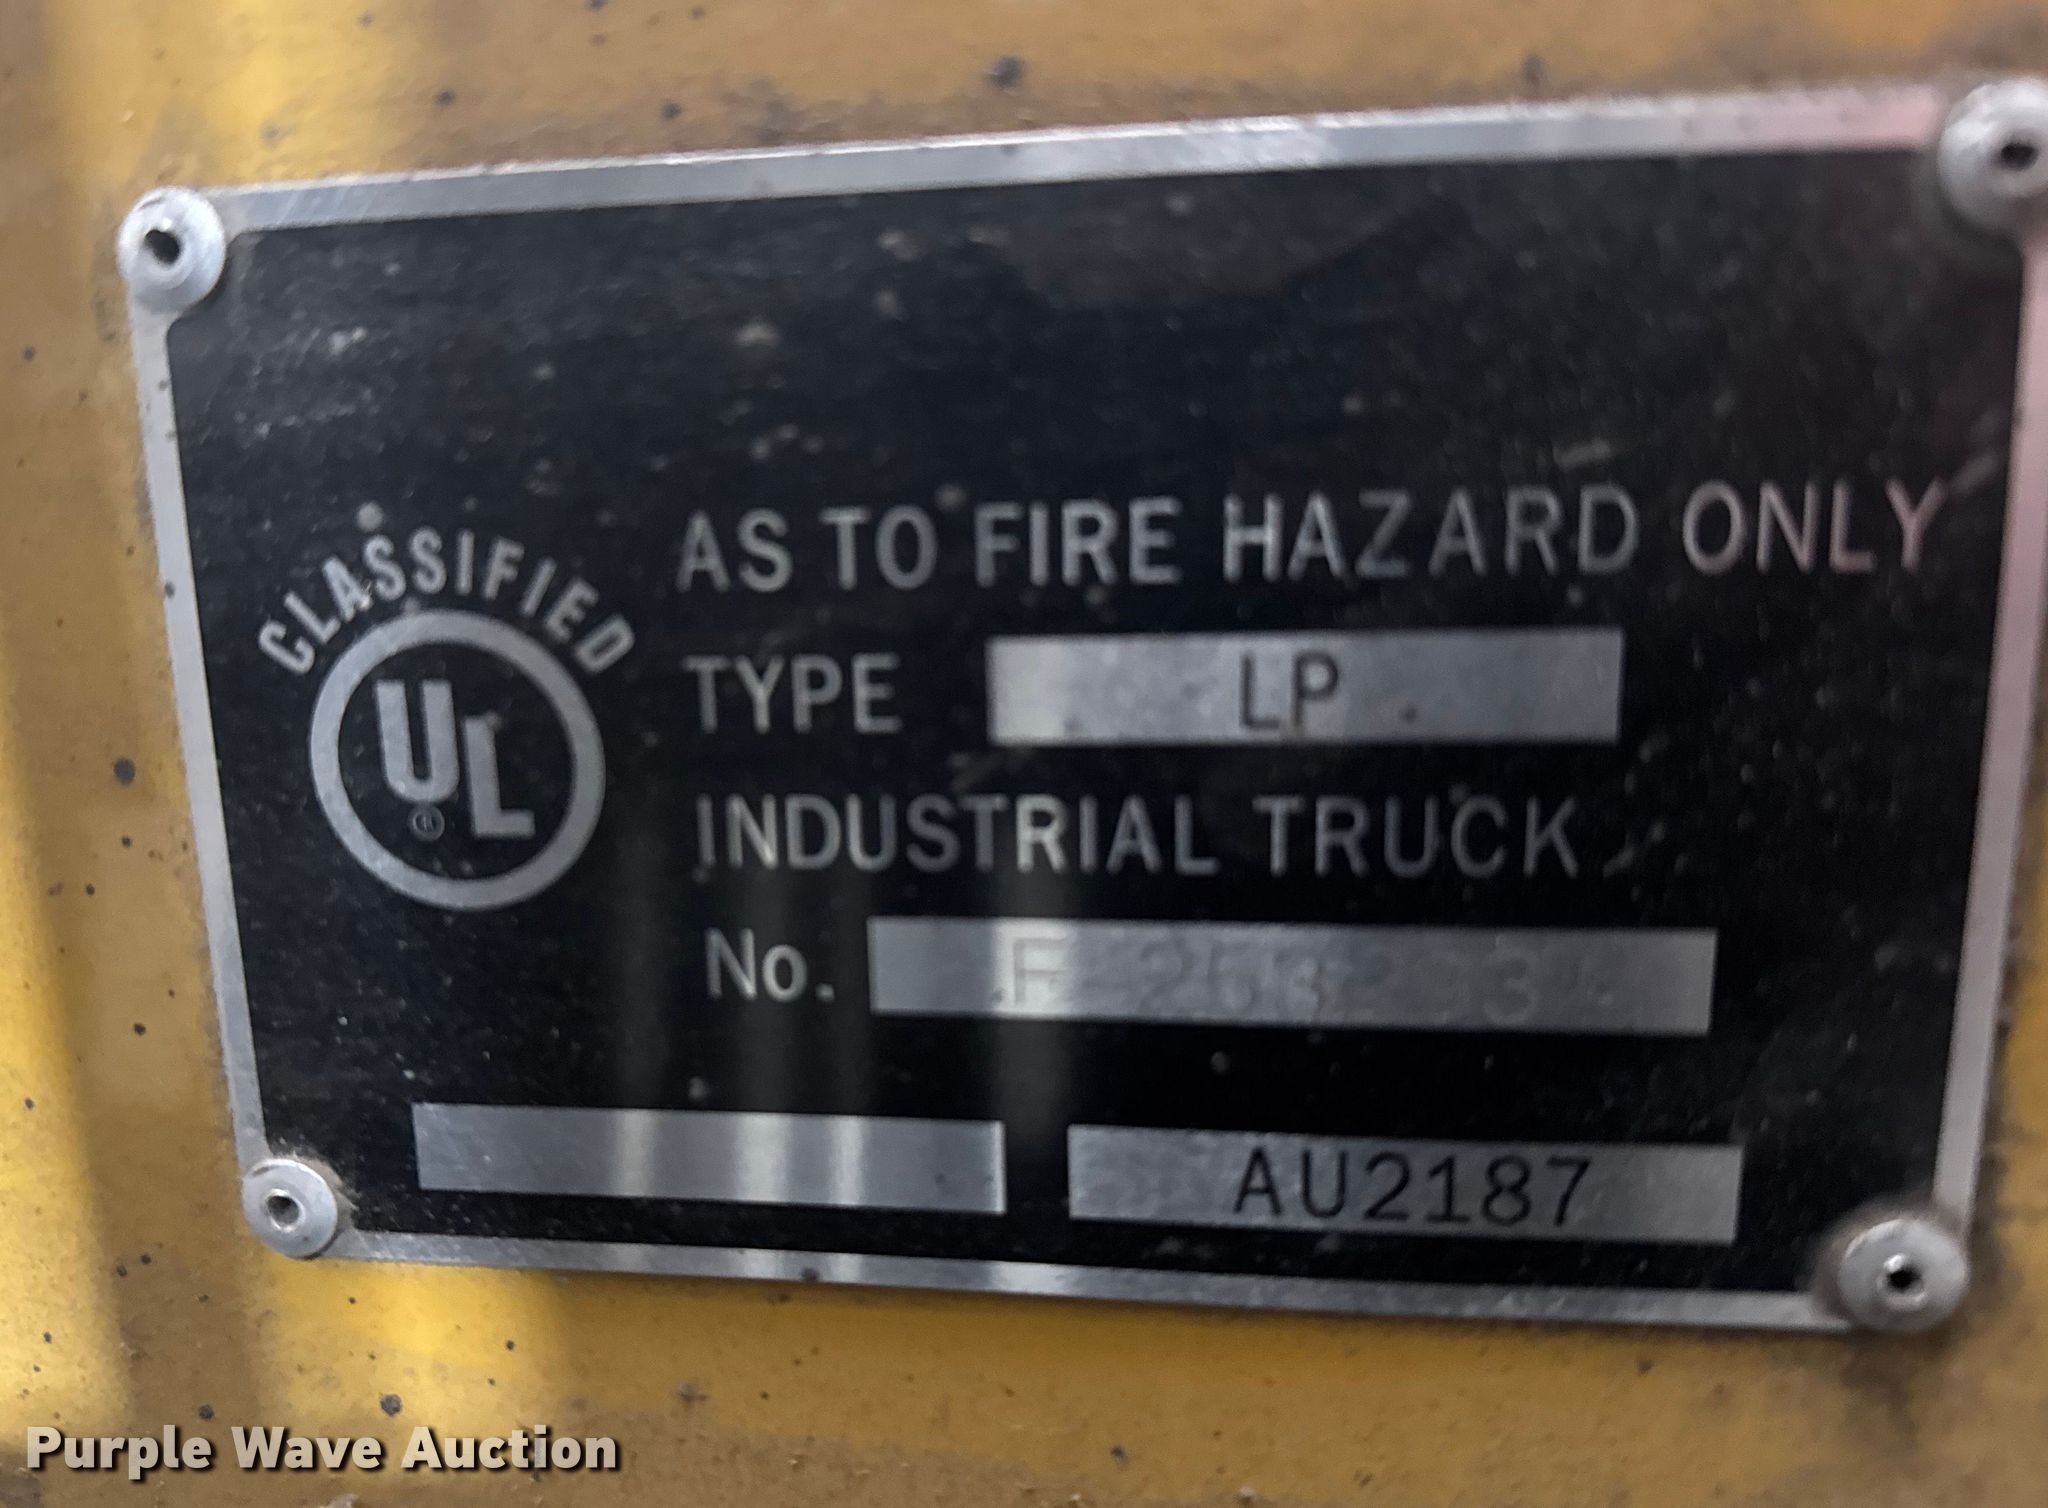 CLASSIFIED
UL
®
AS TO FIRE HAZARD ONLY
TYPE LP
INDUSTRIAL TRUCK
No.
AU2187
Purple Wave Auction